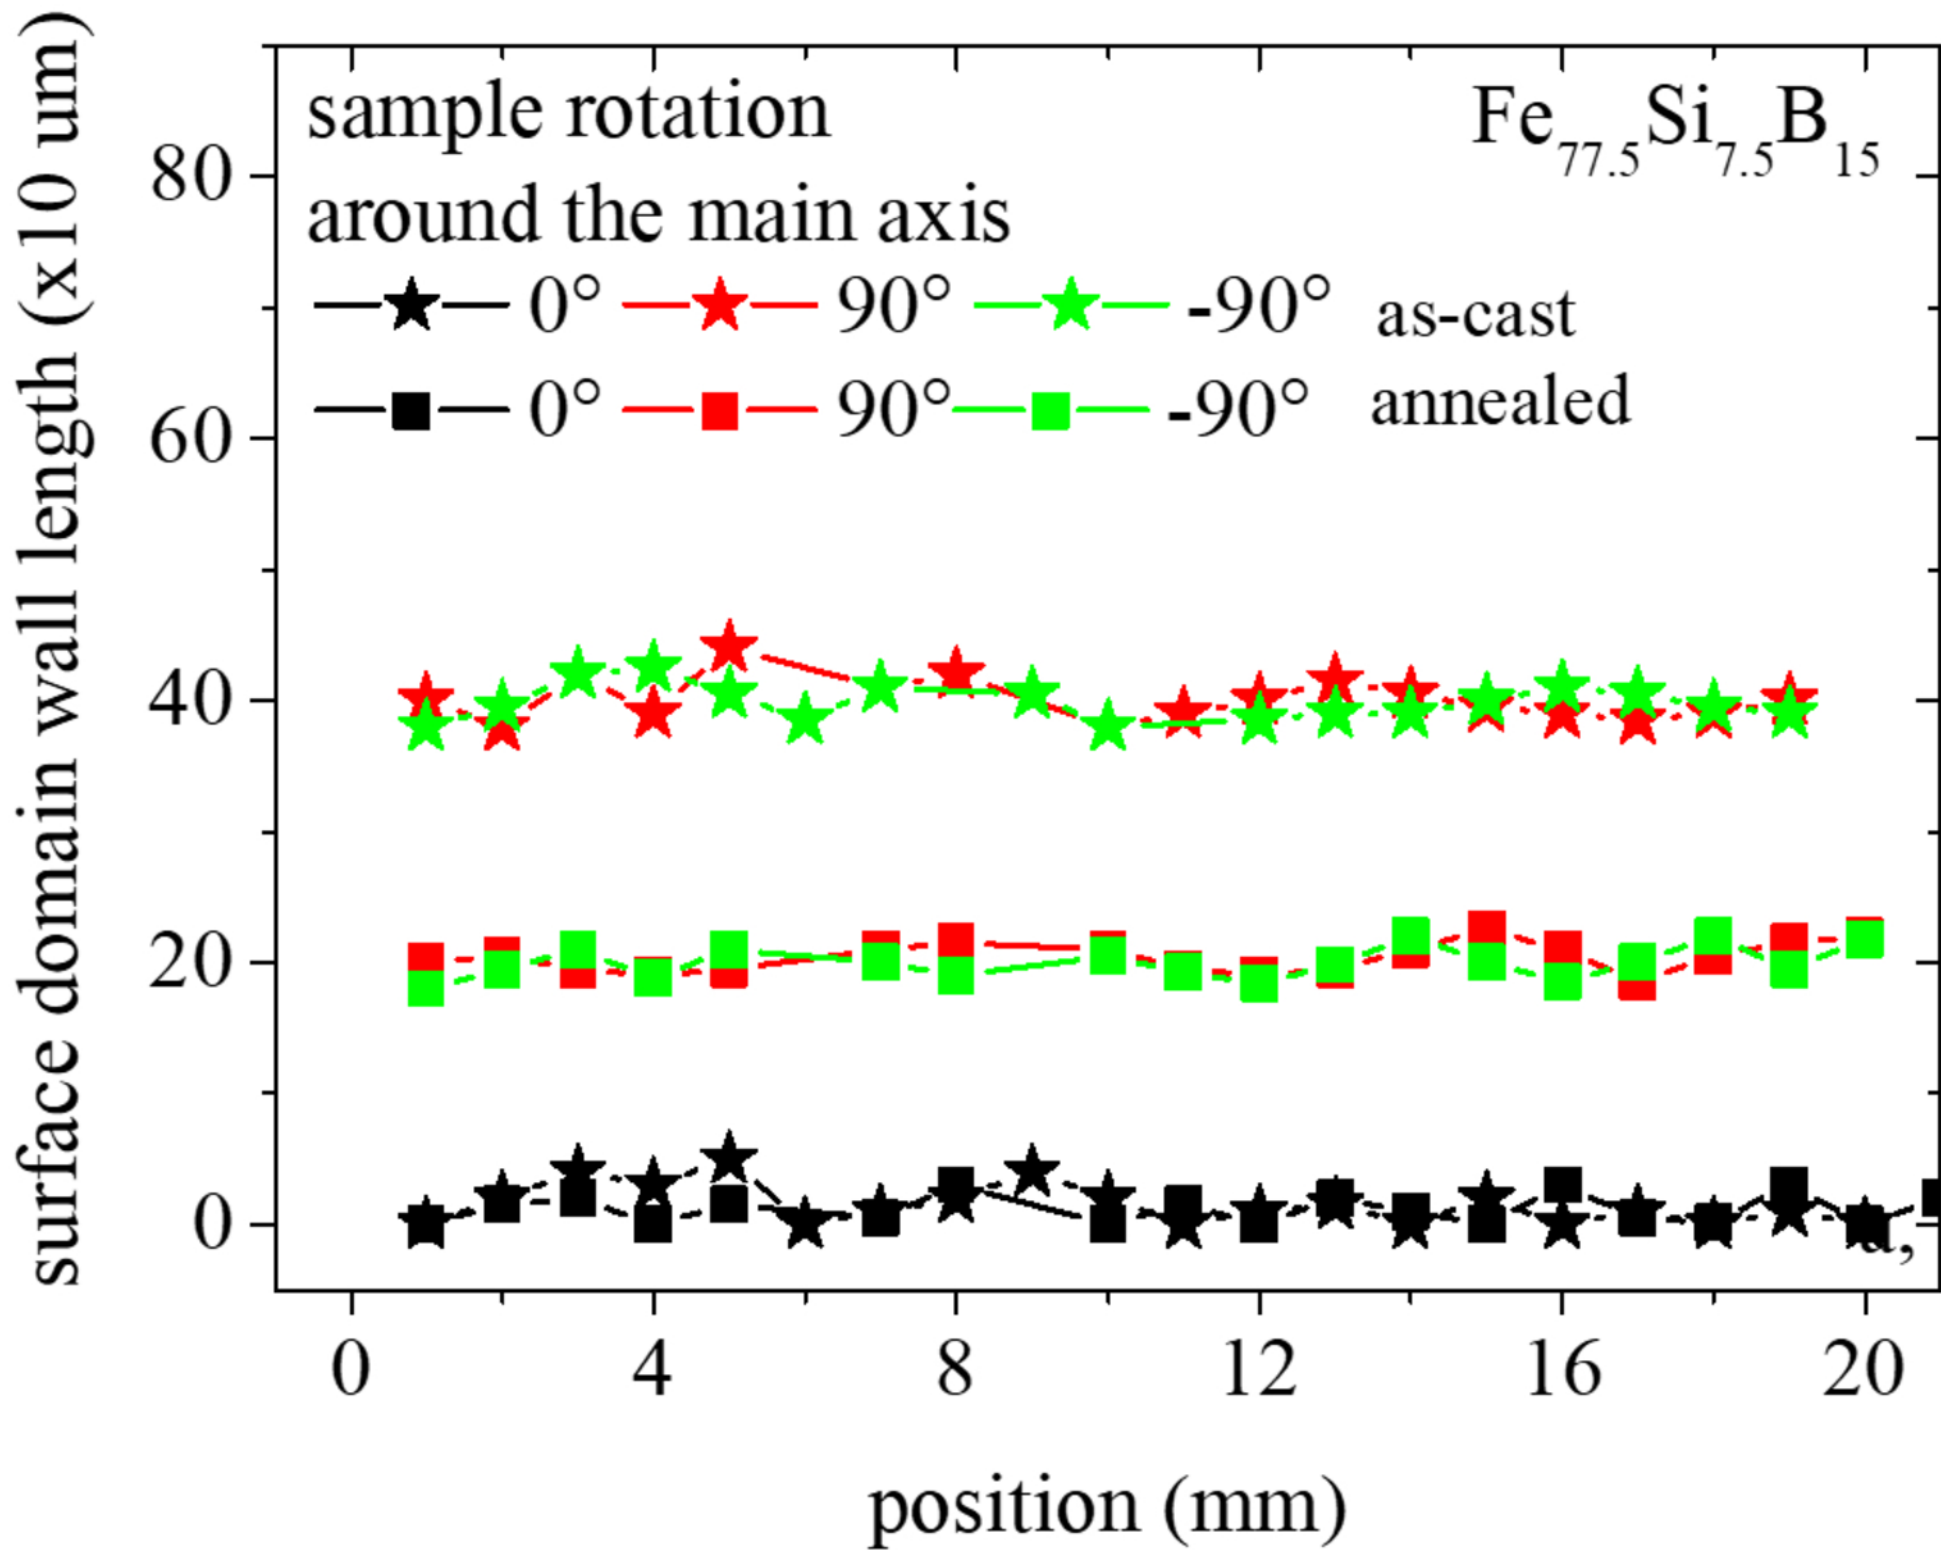 surface domain wall length (x10 um)
sample rotation
around the main axis
Fe77.5Si7.5B15
0° 90° -90° as-cast
0° 90° -90° annealed
80
60
40
20
0
0 4 8 12 16 20
position (mm)